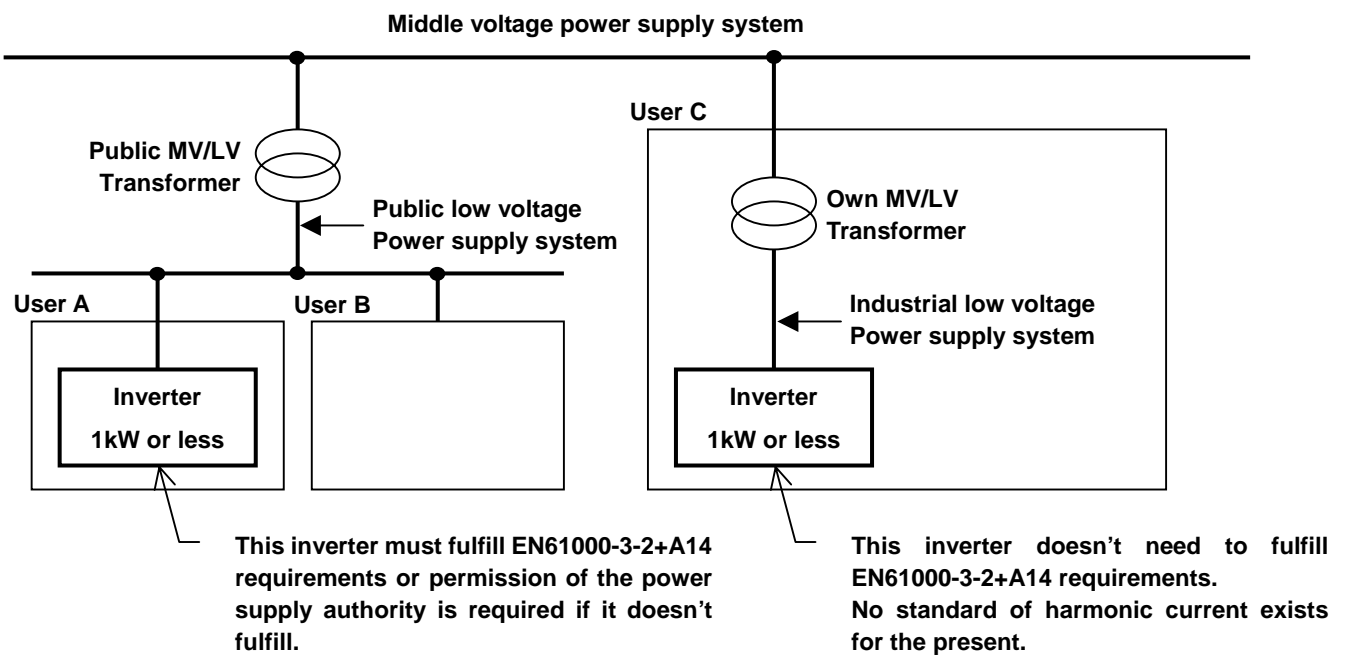 Middle voltage power supply system
User C
Public MV/LV
Transformer
Own MV/LV
Transformer
Public low voltage
Power supply system
User A
User B
Industrial low voltage
Power supply system
Inverter
1kW or less
Inverter
1kW or less
This inverter must fulfill EN61000-3-2+A14
requirements or permission of the power
supply authority is required if it doesn't
fulfill.
This inverter doesn't need to fulfill
EN61000-3-2+A14 requirements.
No standard of harmonic current exists
for the present.